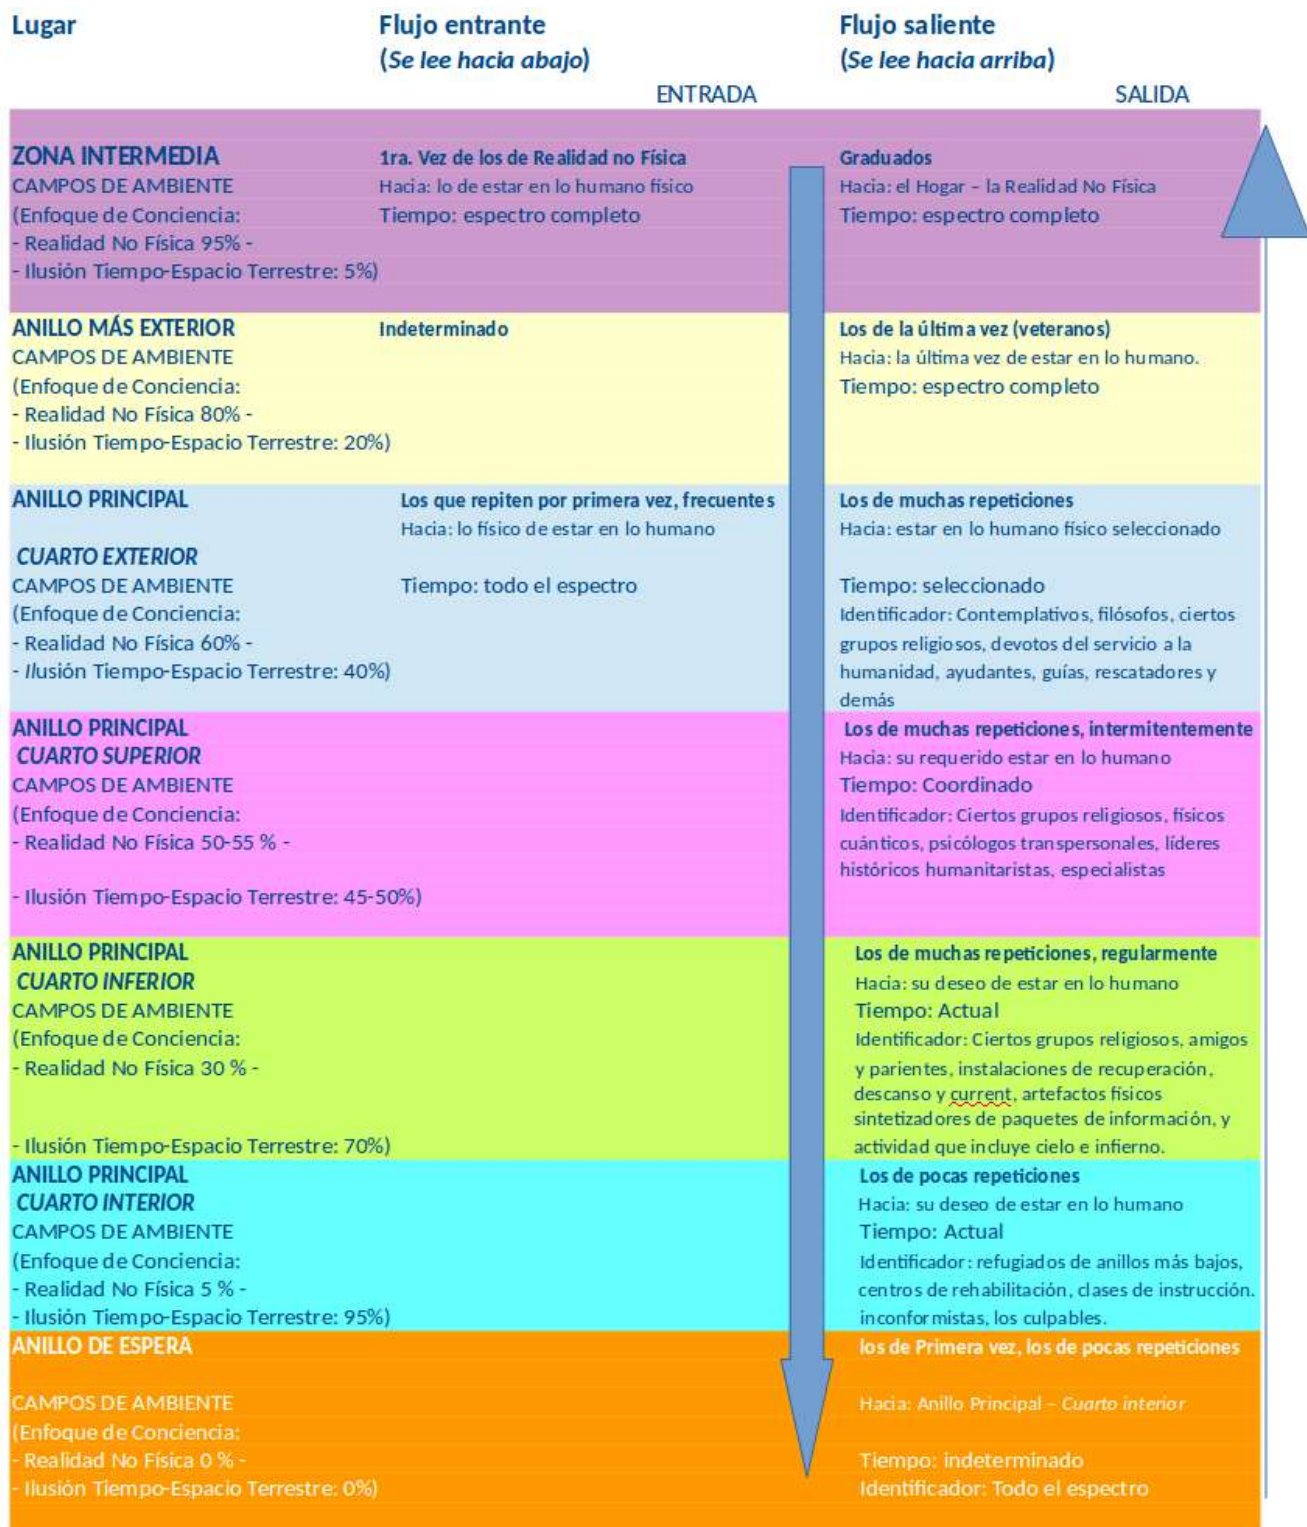 Lugar
Flujo entrante
(Se lee hacia abajo)
ENTRADA
Flujo saliente
(Se lee hacia arriba)
SALIDA
ZONA INTERMEDIA
CAMPOS DE AMBIENTE
(Enfoque de Conciencia:
- Realidad No Física 95% -
- Ilusión Tiempo-Espacio Terrestre: 5%)
1ra. Vez de los de Realidad no Física
Hacia: lo de estar en lo humano físico
Tiempo: espectro completo
Graduados
Hacia: el Hogar – la Realidad No Física
Tiempo: espectro completo
ANILLO MÁS EXTERIOR
CAMPOS DE AMBIENTE
(Enfoque de Conciencia:
- Realidad No Física 80% -
- Ilusión Tiempo-Espacio Terrestre: 20%)
Indeterminado
Los de la última vez (veteranos)
Hacia: la última vez de estar en lo humano.
Tiempo: espectro completo
ANILLO PRINCIPAL
CUARTO EXTERIOR
CAMPOS DE AMBIENTE
(Enfoque de Conciencia:
- Realidad No Física 60% -
- Ilusión Tiempo-Espacio Terrestre: 40%)
Los que repiten por primera vez, frecuentes
Hacia: lo físico de estar en lo humano
Tiempo: todo el espectro
Los de muchas repeticiones
Hacia: estar en lo humano físico seleccionado
Tiempo: seleccionado
Identificador: Contemplativos, filósofos, ciertos
grupos religiosos, devotos del servicio a la
humanidad, ayudantes, guías, rescatadores y
demás
ANILLO PRINCIPAL
CUARTO SUPERIOR
CAMPOS DE AMBIENTE
(Enfoque de Conciencia:
- Realidad No Física 50-55 % -
- Ilusión Tiempo-Espacio Terrestre: 45-50%)
Los de muchas repeticiones, intermitentemente
Hacia: su requerido estar en lo humano
Tiempo: Coordinado
Identificador: Ciertos grupos religiosos, físicos
cuánticos, psicólogos transpersonales, líderes
históricos humanitaristas, especialistas
ANILLO PRINCIPAL
CUARTO INFERIOR
CAMPOS DE AMBIENTE
(Enfoque de Conciencia:
- Realidad No Física 30 % -
- Ilusión Tiempo-Espacio Terrestre: 70%)
Los de muchas repeticiones, regularmente
Hacia: su deseo de estar en lo humano
Tiempo: Actual
Identificador: Ciertos grupos religiosos, amigos
y parientes, instalaciones de recuperación,
descanso y current, artefactos físicos
sintetizadores de paquetes de información, y
actividad que incluye cielo e infierno.
ANILLO PRINCIPAL
CUARTO INTERIOR
CAMPOS DE AMBIENTE
(Enfoque de Conciencia:
- Realidad No Física 5 % -
- Ilusión Tiempo-Espacio Terrestre: 95%)
Los de pocas repeticiones
Hacia: su deseo de estar en lo humano
Tiempo: Actual
Identificador: refugiados de anillos más bajos,
centros de rehabilitación, clases de instrucción.
inconformistas, los culpables.
ANILLO DE ESPERA
CAMPOS DE AMBIENTE
(Enfoque de Conciencia:
- Realidad No Física 0 % -
- Ilusión Tiempo-Espacio Terrestre: 0%)
los de Primera vez, los de pocas repeticiones
Hacia: Anillo Principal – Cuarto interior
Tiempo: indeterminado
Identificador: Todo el espectro